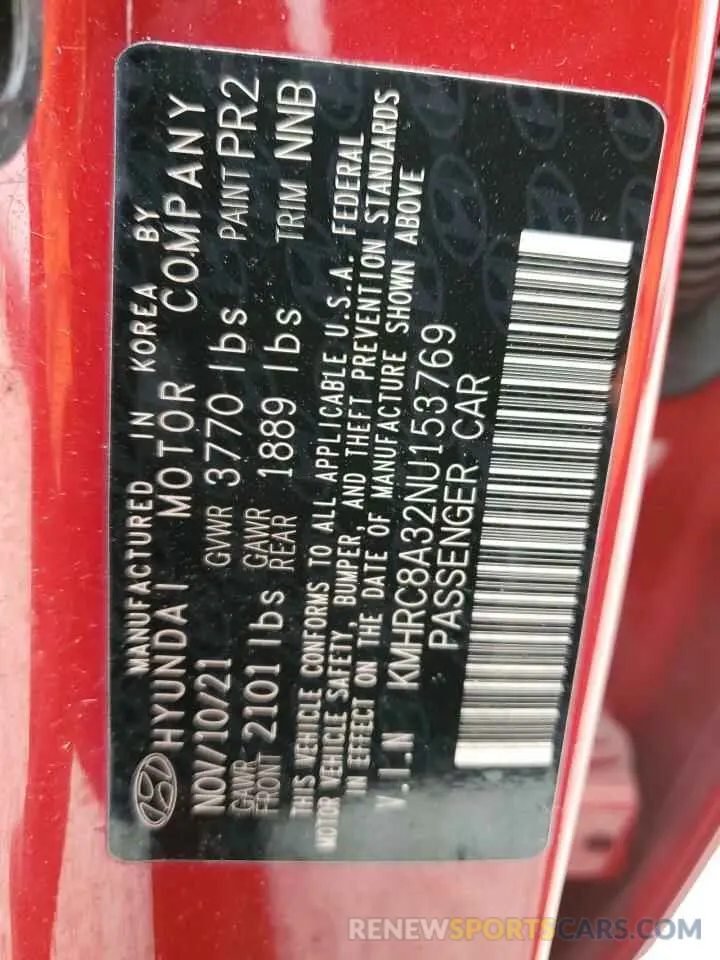 MANUFACTURED IN KOREA BY
HYUNDAI MOTOR COMPANY
NOV/10/21 GVWR 3770 lbs PAINT PR2
GAWR FRONT 2101 lbs GAWR REAR 1889 lbs TRIM NNB
THIS VEHICLE CONFORMS TO ALL APPLICABLE U.S.A. FEDERAL
MOTOR VEHICLE SAFETY, BUMPER, AND THEFT PREVENTION STANDARDS
IN EFFECT ON THE DATE OF MANUFACTURE SHOWN ABOVE
V.I.N KMHRC8A32NU153769
PASSENGER CAR
RENEWSPORTSCARS.COM